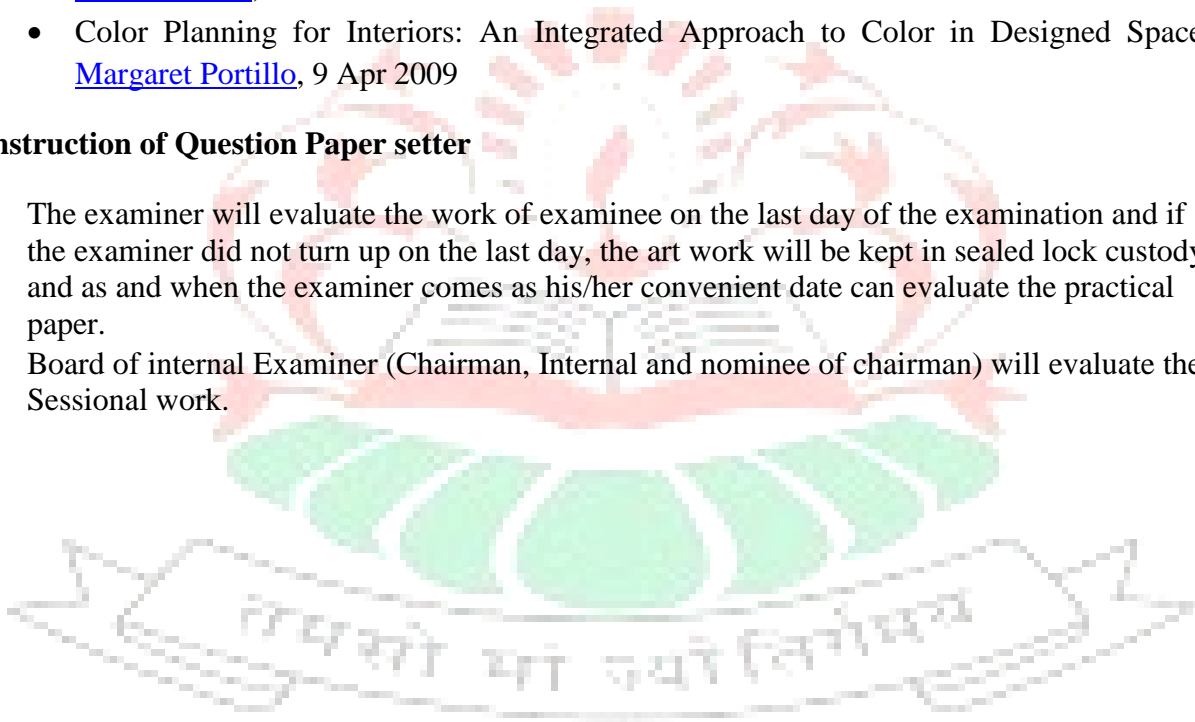 • Color Planning for Interiors: An Integrated Approach to Color in Designed Space
Margaret Portillo, 9 Apr 2009
nstruction of Question Paper setter
The examiner will evaluate the work of examinee on the last day of the examination and if
the examiner did not turn up on the last day, the art work will be kept in sealed lock custody
and as and when the examiner comes as his/her convenient date can evaluate the practical
paper.
Board of internal Examiner (Chairman, Internal and nominee of chairman) will evaluate the
Sessional work.